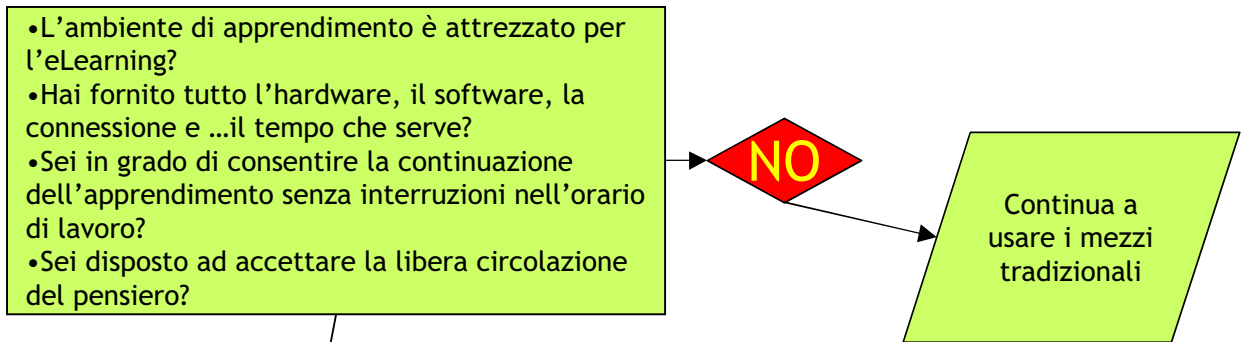 •L’ambiente di apprendimento è attrezzato per
l’eLearning?
•Hai fornito tutto l’hardware, il software, la
connessione e …il tempo che serve?
•Sei in grado di consentire la continuazione
dell’apprendimento senza interruzioni nell’orario
di lavoro?
•Sei disposto ad accettare la libera circolazione
del pensiero?
NO
Continua a
usare i mezzi
tradizionali